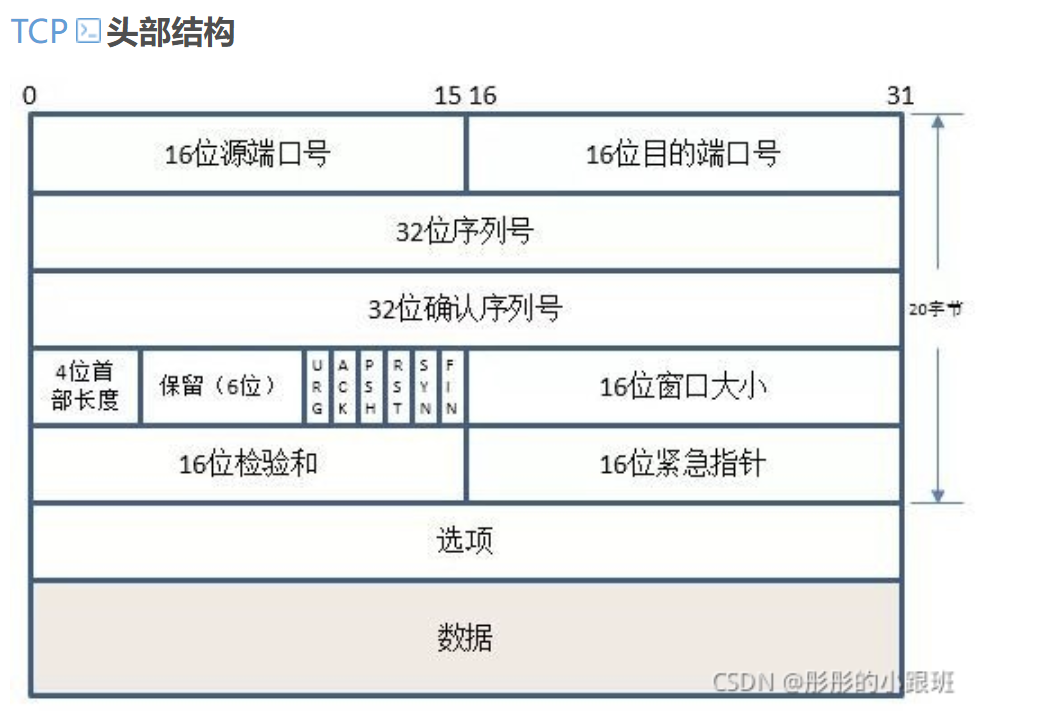 TCP 头部结构
0 15 16 31
16位源端口号 16位目的端口号
32位序列号
32位确认序列号
20字节
4位首部长度 保留（6位） URG ACK PSH RST SYN FIN 16位窗口大小
16位检验和 16位紧急指针
选项
数据
CSDN @彤彤的小跟班